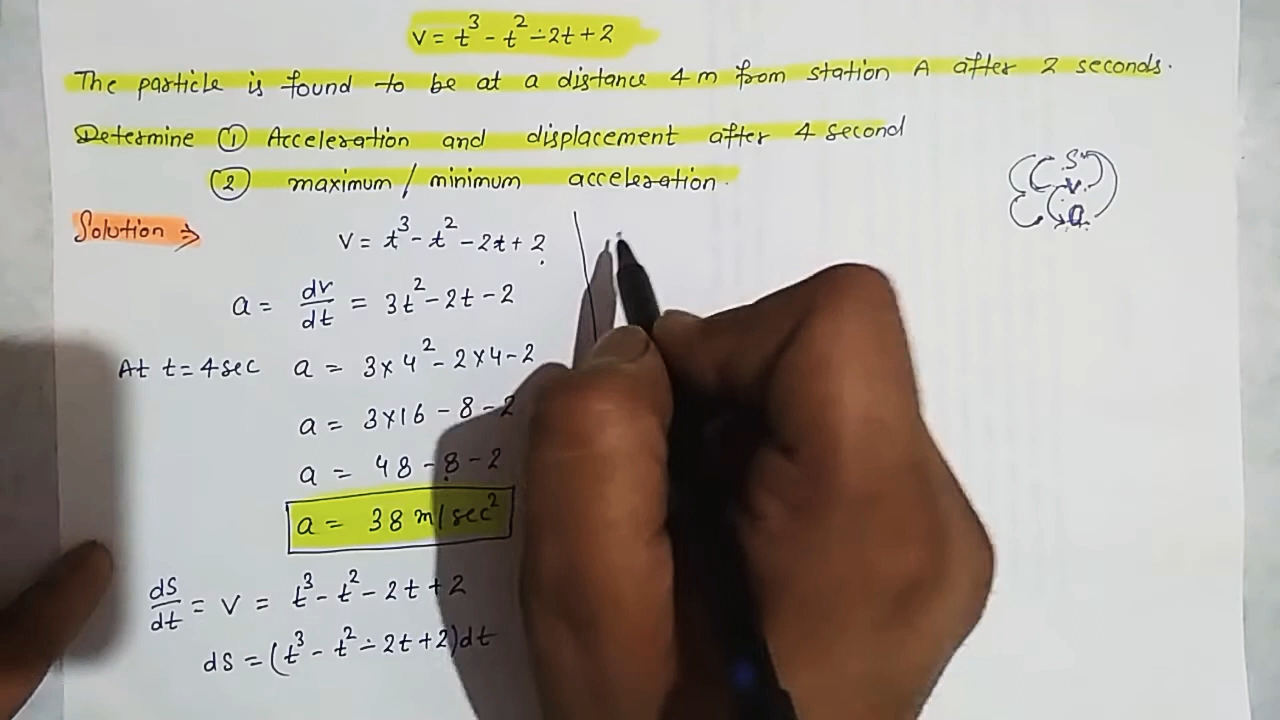 v = t³ - t² - 2t + 2
The particle is found to be at a distance 4 m from station A after 2 seconds.
Determine ① Acceleration and displacement after 4 second
② maximum / minimum acceleration.
S
v
a
Solution ⇒
v = t³ - t² - 2t + 2
a = dv/dt = 3t² - 2t - 2
At t = 4 sec a = 3 × 4² - 2 × 4 - 2
a = 3 × 16 - 8 - 2
a = 48 - 8 - 2
a = 38 m/sec²
ds/dt = v = t³ - t² - 2t + 2
ds = (t³ - t² - 2t + 2) dt